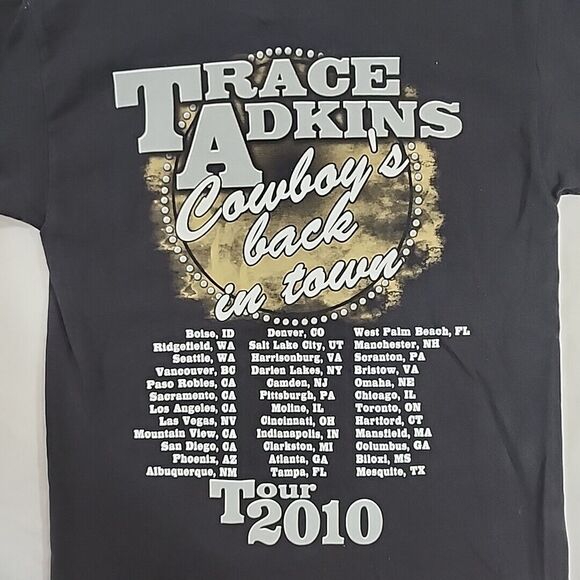 TRACE
ADKINS
Cowboy's
back
in town
Boise, ID Denver, CO West Palm Beach, FL
Ridgefield, WA Salt Lake City, UT Manchester, NH
Seattle, WA Harrisonburg, VA Scranton, PA
Vancouver, BC Darien Lakes, NY Bristow, VA
Paso Robles, CA Camden, NJ Omaha, NE
Sacramento, CA Pittsburgh, PA Chicago, IL
Los Angeles, CA Moline, IL Toronto, ON
Las Vegas, NV Cincinnati, OH Hartford, CT
Mountain View, CA Indianapolis, IN Mansfield, MA
San Diego, CA Clarkston, MI Columbus, GA
Phoenix, AZ Atlanta, GA Biloxi, MS
Albuquerque, NM Tampa, FL Mesquite, TX
Tour
2010